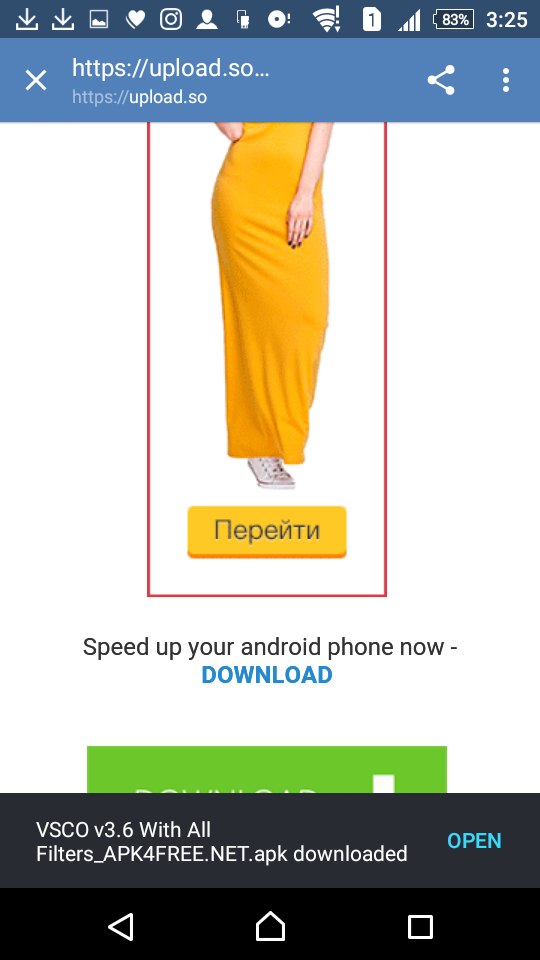 1
83%
3:25
https://upload.so...
https://upload.so
Перейти
Speed up your android phone now -
DOWNLOAD
DOWNLOAD
VSCO v3.6 With All
Filters_APK4FREE.NET.apk downloaded
OPEN